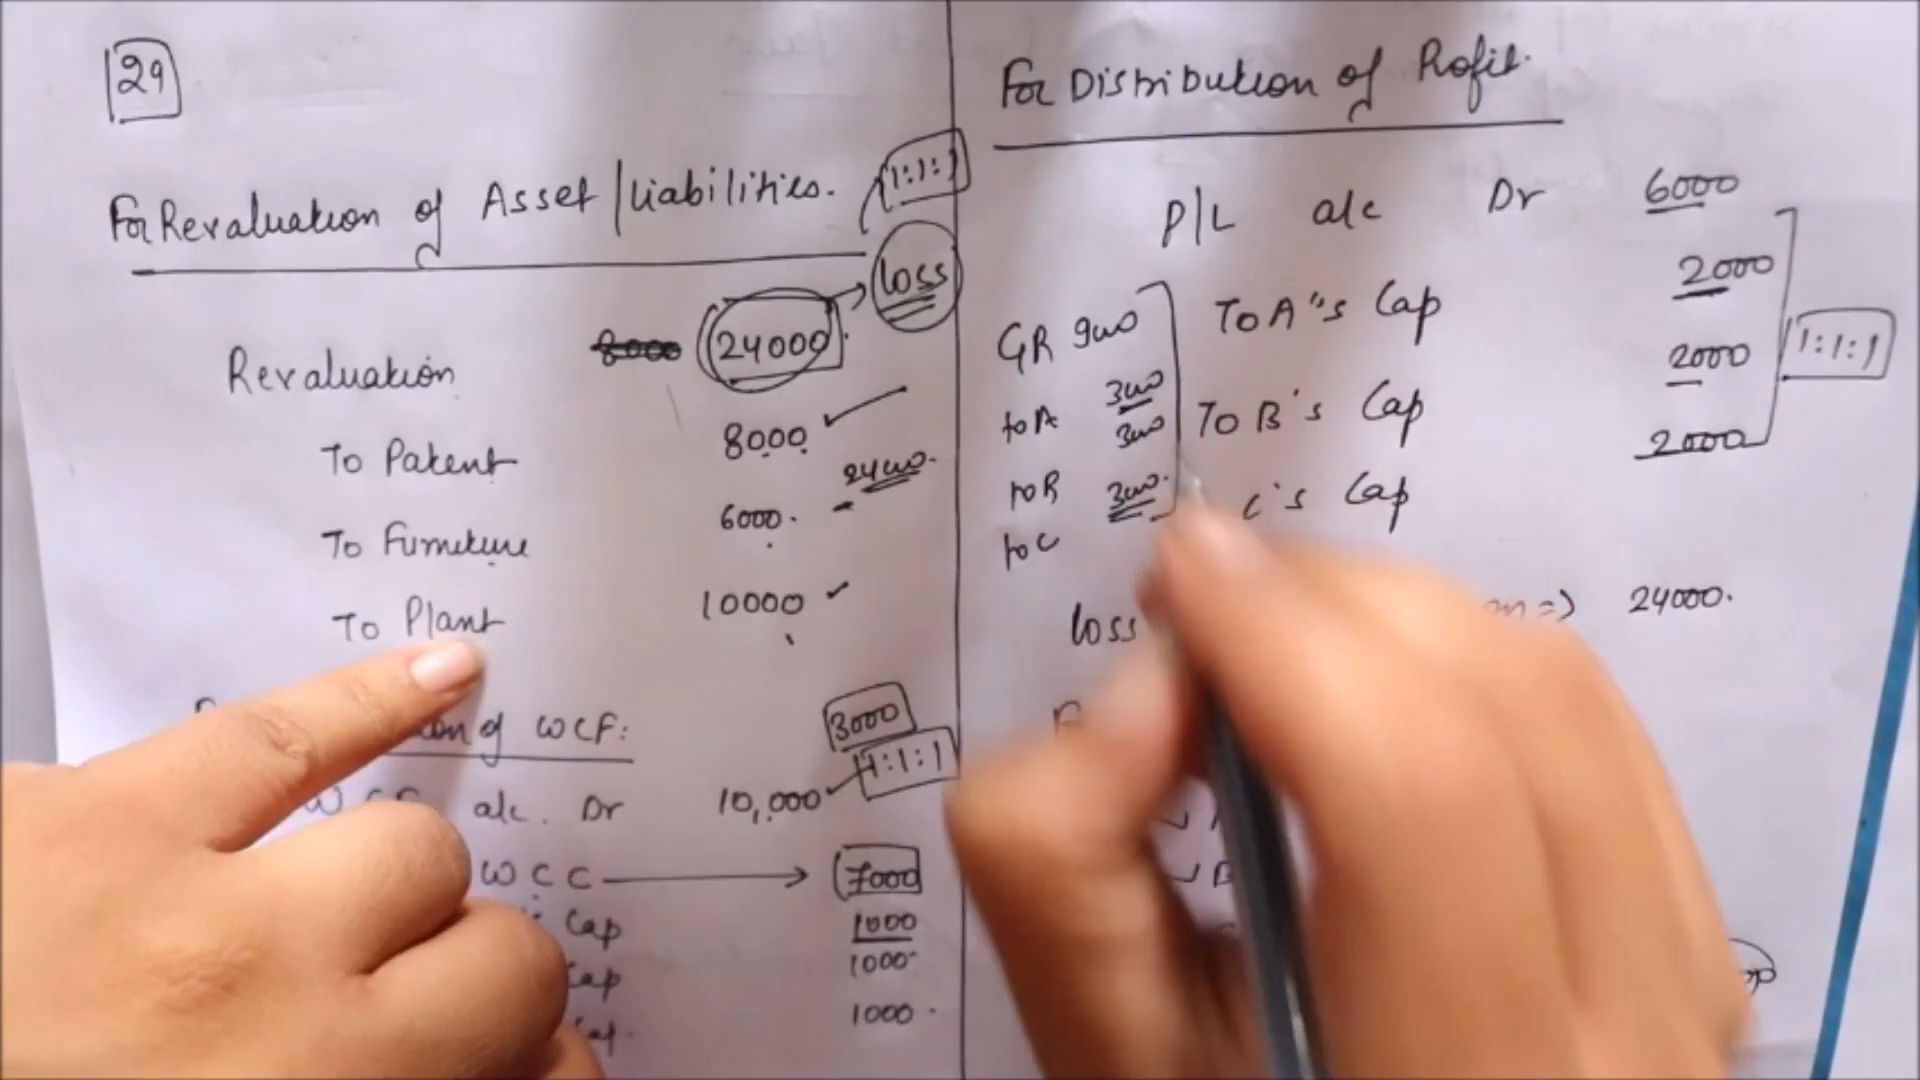 29
For Revaluation of Asset/liabilities.
1:1:1
loss
Revaluation 8000 24000
To Patent 8000
24000.
To Furniture 6000.
To Plant 10000
of WCF:
3000
1:1:1
a/c. Dr 10,000
WCC 7000
Cap 1000
Cap 1000
1000.
For Distribution of Profit.
P/L a/c Dr 6000
To A"s Cap 2000
To B's Cap 2000
C's Cap 2000
1:1:1
GR 900
to A 300
to B 300
to C 300.
loss => 24000.